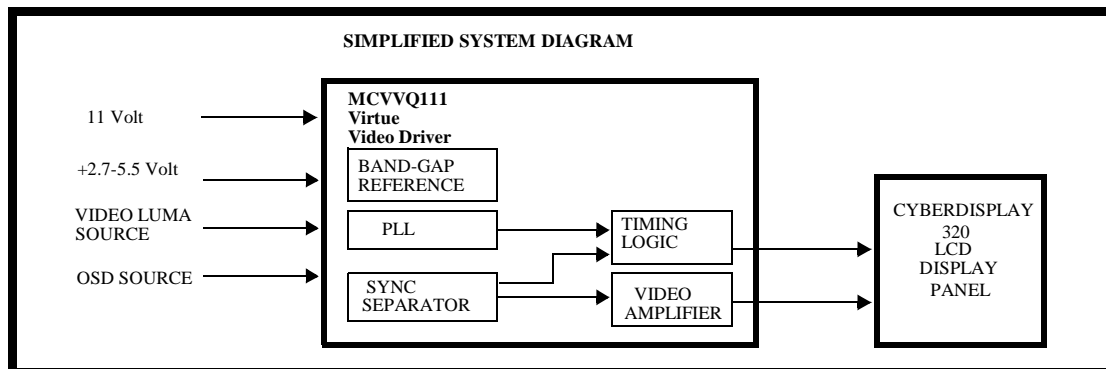 SIMPLIFIED SYSTEM DIAGRAM
MCVVQ111
Virtue
Video Driver
11 Volt
+2.7-5.5 Volt
VIDEO LUMA
SOURCE
OSD SOURCE
BAND-GAP
REFERENCE
PLL
SYNC
SEPARATOR
TIMING
LOGIC
VIDEO
AMPLIFIER
CYBERDISPLAY
320
LCD
DISPLAY
PANEL